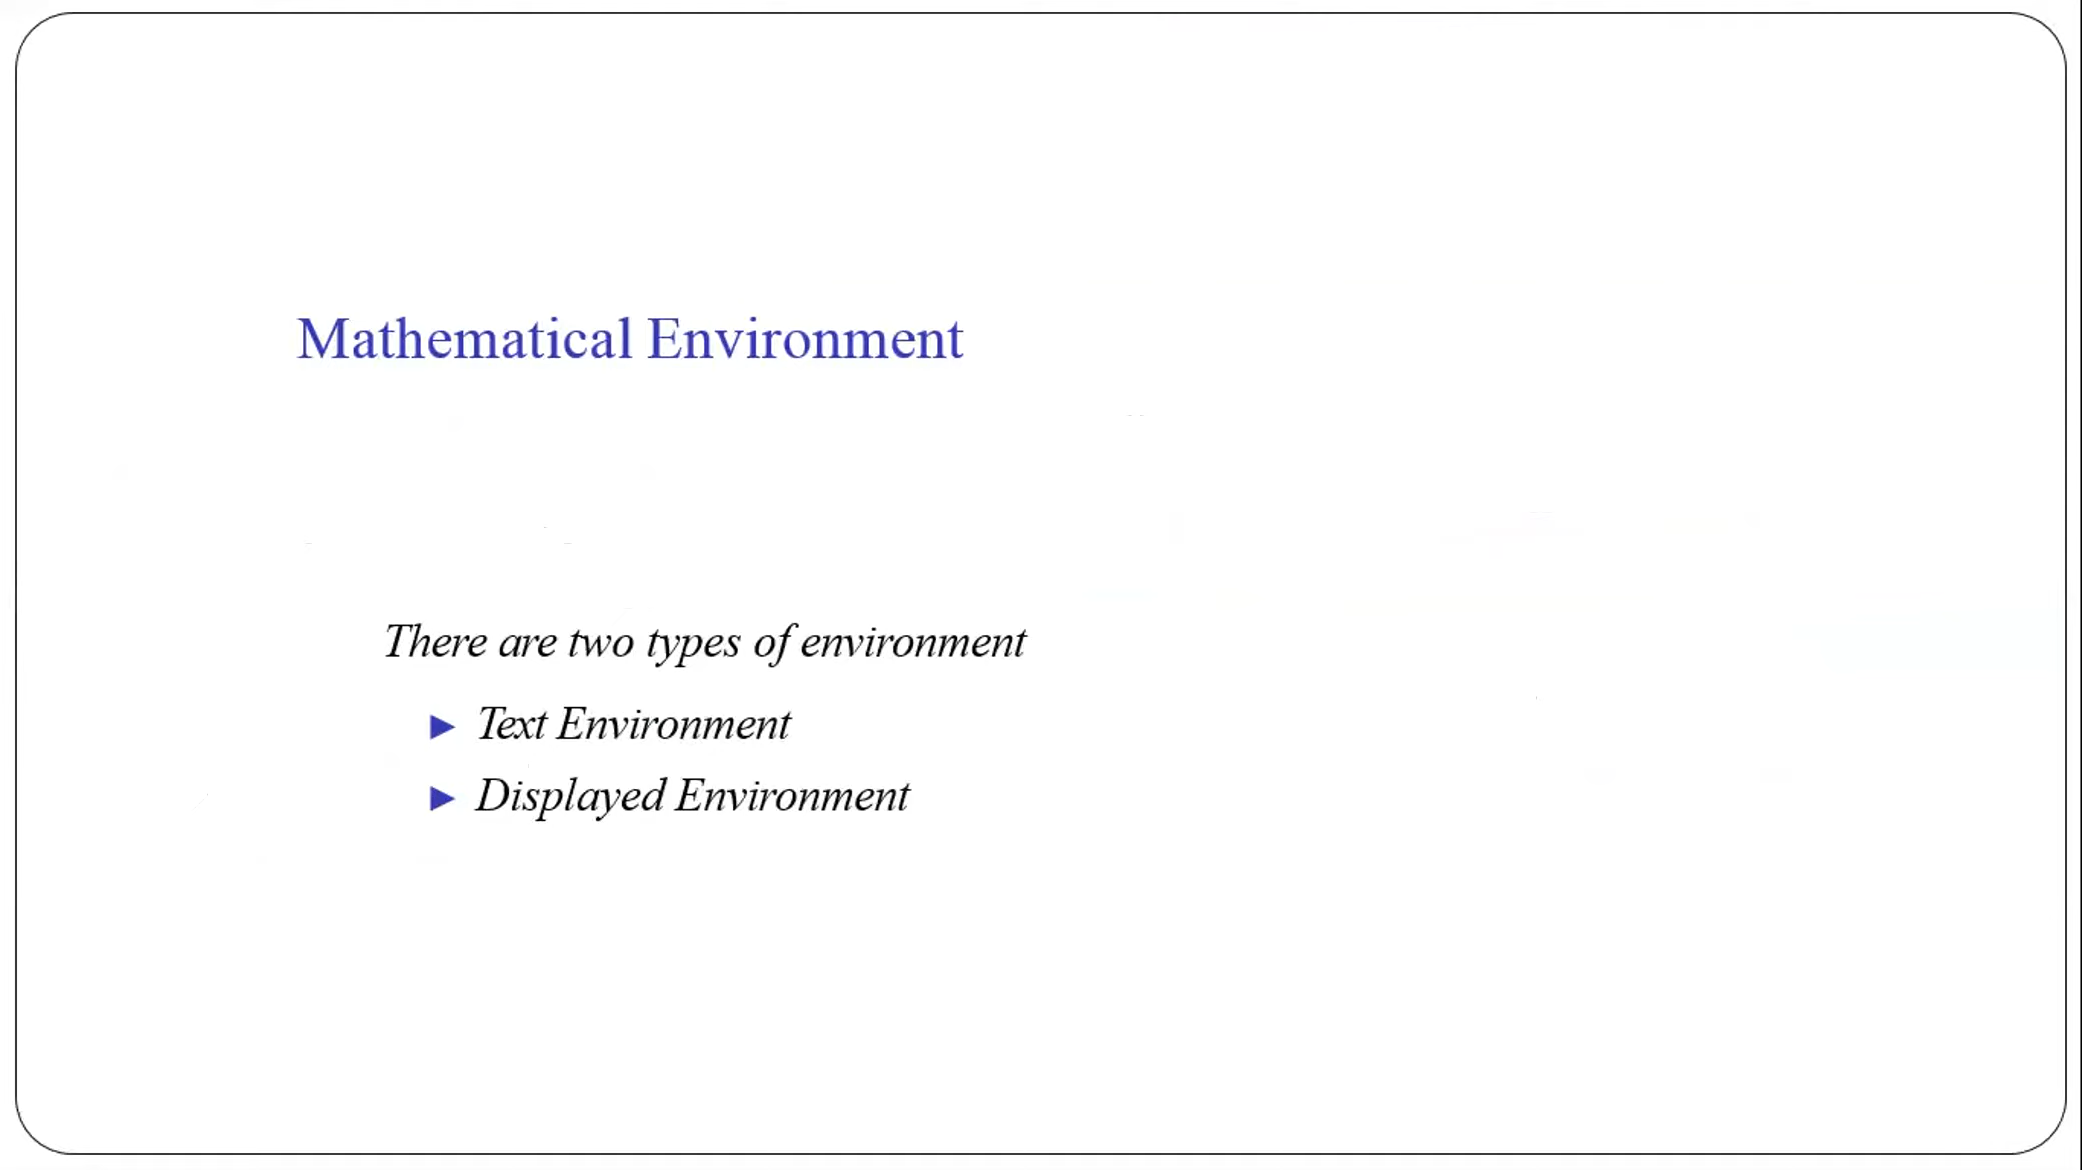 Mathematical Environment
There are two types of environment
► Text Environment
► Displayed Environment